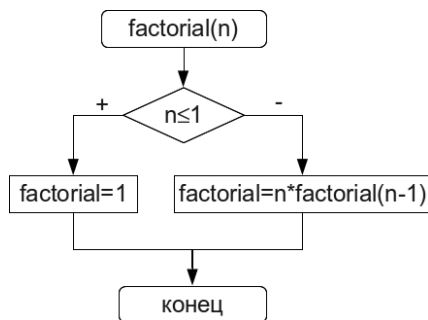 factorial(n)
+
-
n≤1
factorial=1
factorial=n*factorial(n-1)
конец